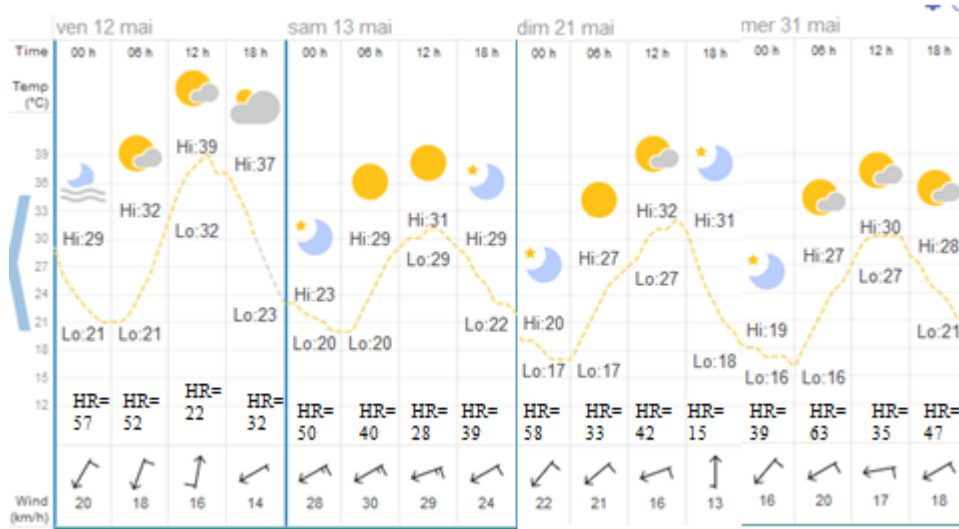 ven 12 mai sam 13 mai dim 21 mai mer 31 mai
Time 00 h 06 h 12 h 18 h 00 h 06 h 12 h 18 h 00 h 06 h 12 h 18 h 00 h 06 h 12 h 18 h
Temp
(°C)
39
36
33
30
27
24
21
18
15
12
Hi:29 Hi:32 Hi:39 Hi:37 Hi:23 Hi:29 Hi:31 Hi:29 Hi:20 Hi:27 Hi:32 Hi:31 Hi:19 Hi:27 Hi:30 Hi:28
Lo:21 Lo:21 Lo:32 Lo:23 Lo:20 Lo:20 Lo:29 Lo:22 Lo:17 Lo:17 Lo:27 Lo:18 Lo:16 Lo:16 Lo:27 Lo:21
HR= HR= HR= HR= HR= HR= HR= HR= HR= HR= HR= HR= HR= HR= HR= HR=
57 52 22 32 50 40 28 39 58 33 42 15 39 63 35 47
Wind 20 18 16 14 28 30 29 24 22 21 16 13 16 20 17 18
(km/h)